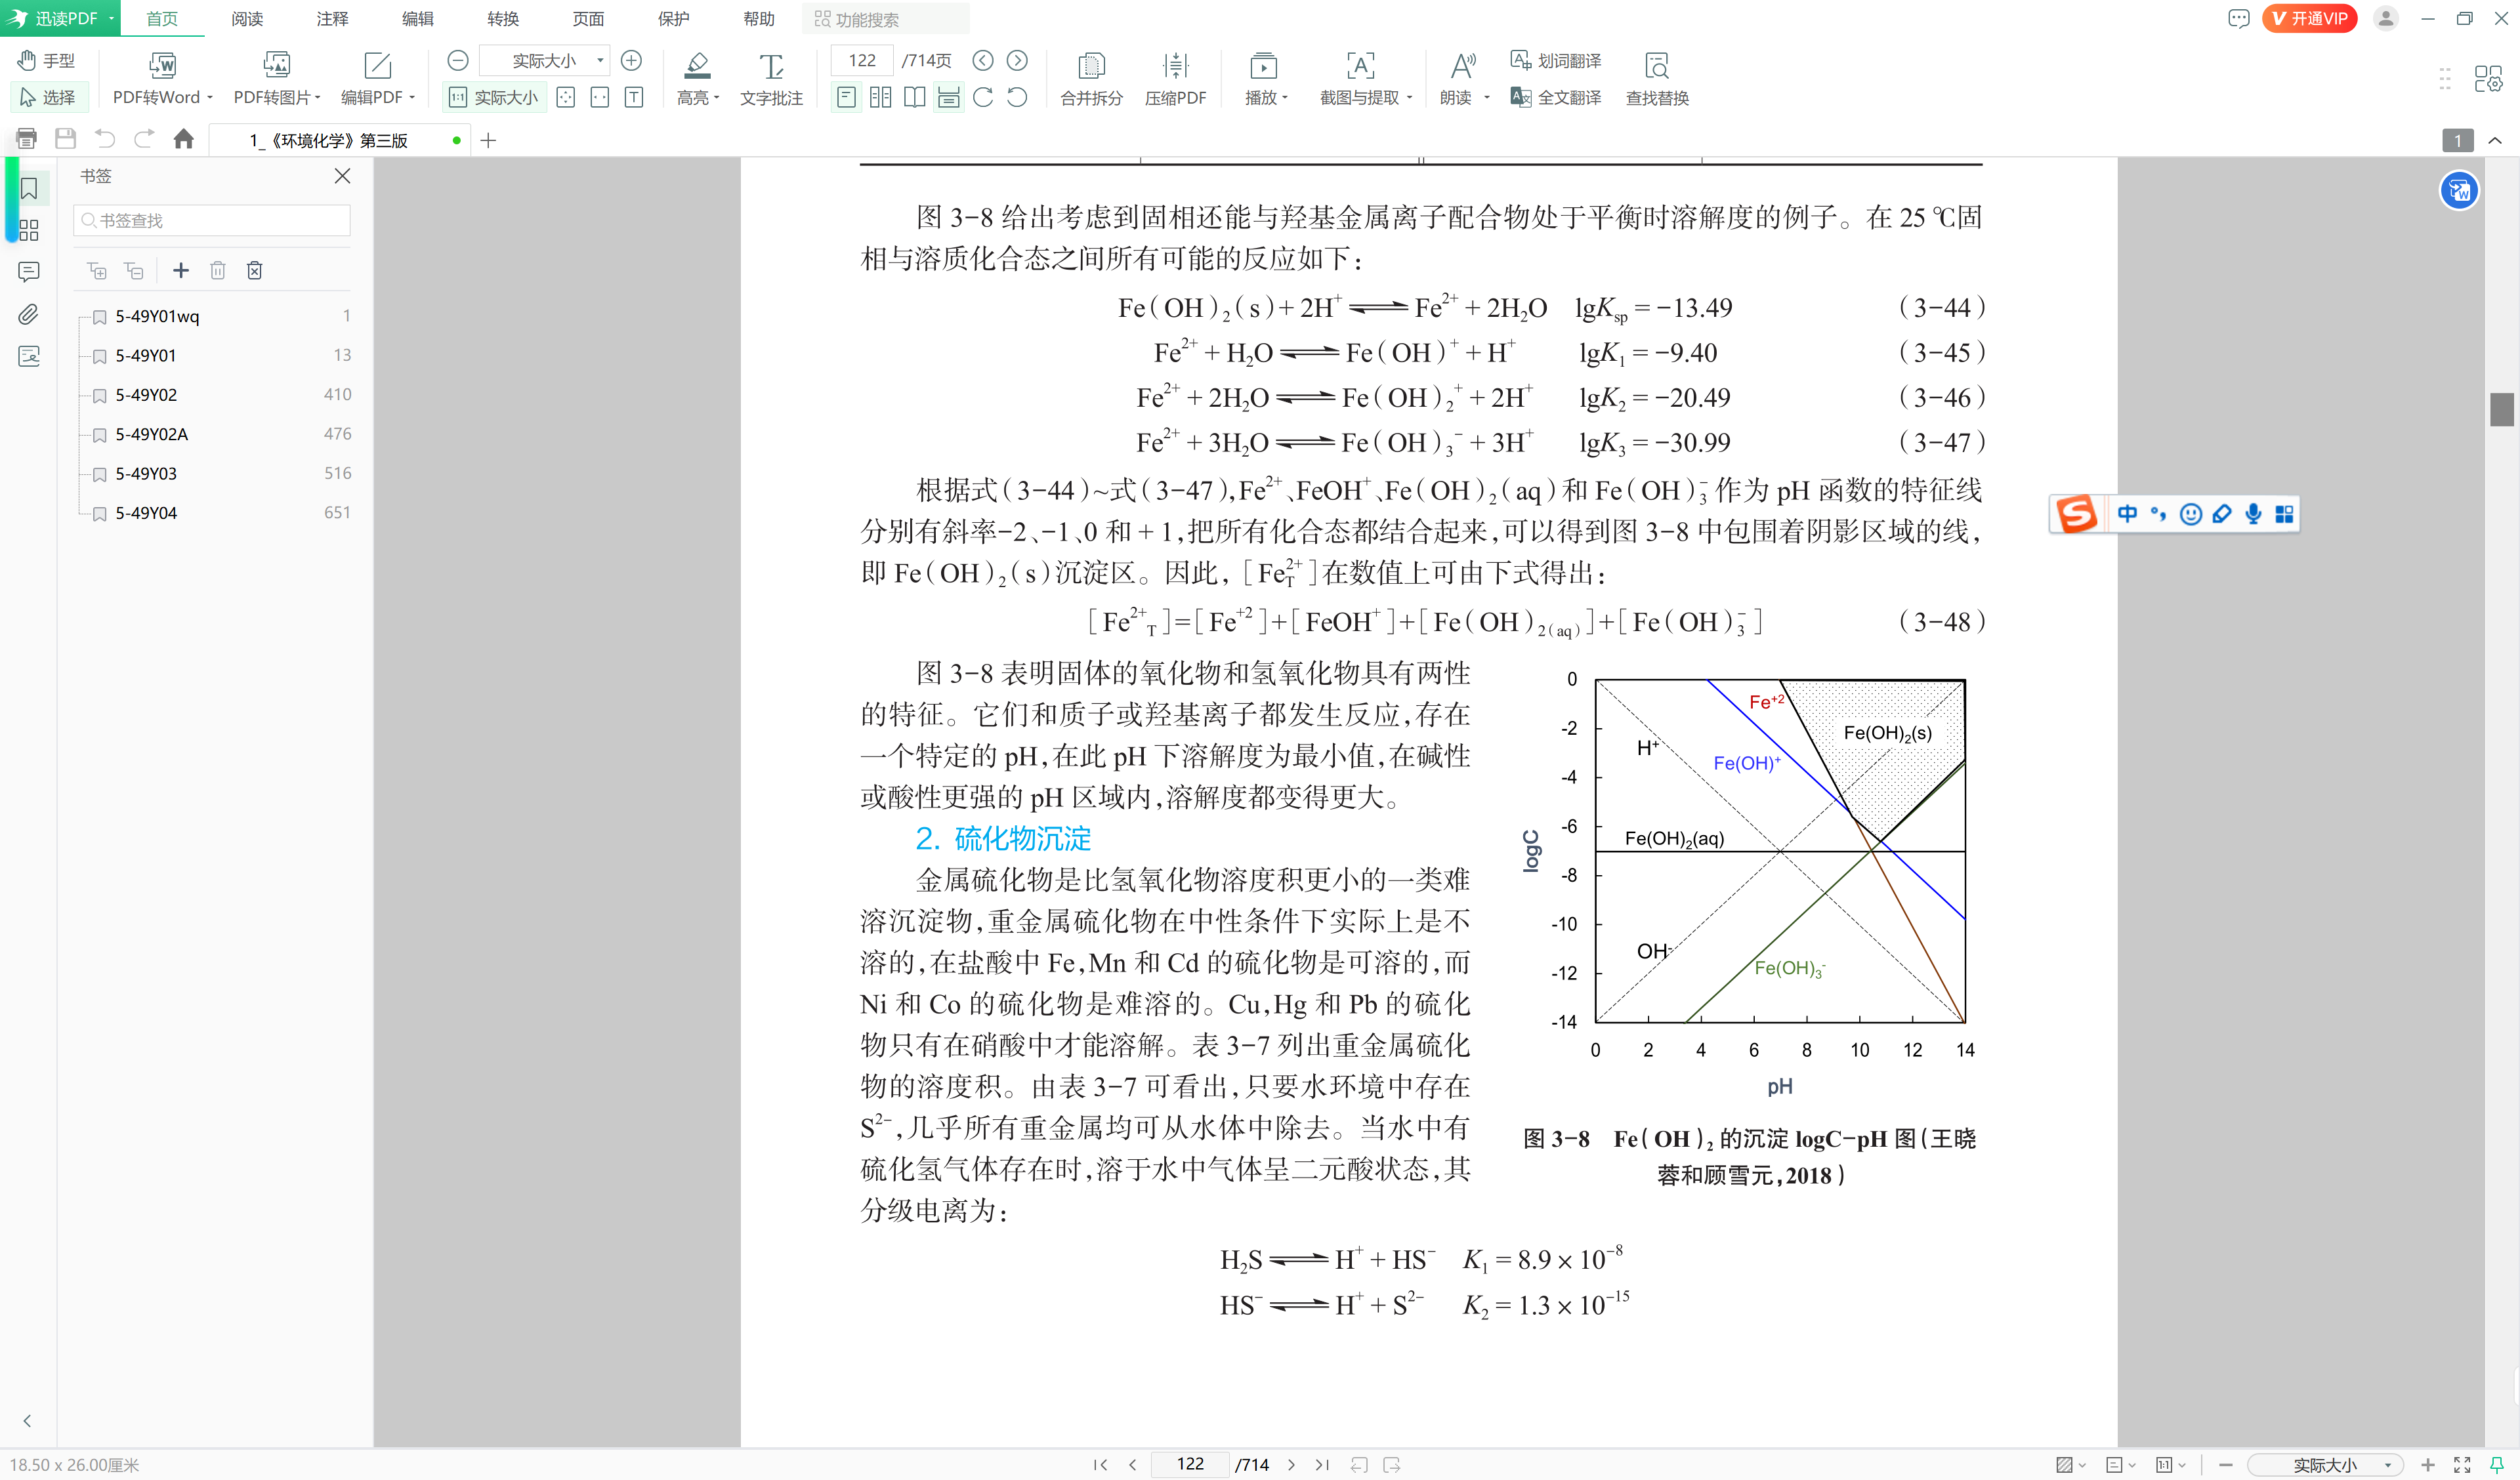 迅读PDF 首页 阅读 注释 编辑 转换 页面 保护 帮助 功能搜索 开通VIP
手型 选择 PDF转Word PDF转图片 编辑PDF 实际大小 1:1 实际大小 高亮 文字批注 122 /714页 合并拆分 压缩PDF 播放 截图与提取 朗读 划词翻译 全文翻译 查找替换
1_《环境化学》第三版 1
书签
书签查找
5-49Y01wq 1
5-49Y01 13
5-49Y02 410
5-49Y02A 476
5-49Y03 516
5-49Y04 651
图 3-8 给出考虑到固相还能与羟基金属离子配合物处于平衡时溶解度的例子。在 25 ℃固
相与溶质化合态之间所有可能的反应如下：
Fe(OH)₂(s)+2H⁺⇌Fe²⁺+2H₂O lgKsp=-13.49 (3-44)
Fe²⁺+H₂O⇌Fe(OH)⁺+H⁺ lgK₁=-9.40 (3-45)
Fe²⁺+2H₂O⇌Fe(OH)₂⁺+2H⁺ lgK₂=-20.49 (3-46)
Fe²⁺+3H₂O⇌Fe(OH)₃⁻+3H⁺ lgK₃=-30.99 (3-47)
根据式(3-44)~式(3-47),Fe²⁺、FeOH⁺、Fe(OH)₂(aq)和 Fe(OH)₃⁻作为 pH 函数的特征线
分别有斜率-2、-1、0 和+1,把所有化合态都结合起来,可以得到图 3-8 中包围着阴影区域的线,
即 Fe(OH)₂(s)沉淀区。因此,[Fe²⁺T]在数值上可由下式得出：
[Fe²⁺T]=[Fe⁺²]+[FeOH⁺]+[Fe(OH)₂(aq)]+[Fe(OH)₃⁻] (3-48)
图 3-8 表明固体的氧化物和氢氧化物具有两性
的特征。它们和质子或羟基离子都发生反应,存在
一个特定的 pH,在此 pH 下溶解度为最小值,在碱性
或酸性更强的 pH 区域内,溶解度都变得更大。
2. 硫化物沉淀
金属硫化物是比氢氧化物溶度积更小的一类难
溶沉淀物,重金属硫化物在中性条件下实际上是不
溶的,在盐酸中 Fe,Mn 和 Cd 的硫化物是可溶的,而
Ni 和 Co 的硫化物是难溶的。Cu,Hg 和 Pb 的硫化
物只有在硝酸中才能溶解。表 3-7 列出重金属硫化
物的溶度积。由表 3-7 可看出,只要水环境中存在
S²⁻,几乎所有重金属均可从水体中除去。当水中有
硫化氢气体存在时,溶于水中气体呈二元酸状态,其
分级电离为：
0
-2
-4
-6
-8
-10
-12
-14
logC
Fe⁺²
Fe(OH)₂(s)
H⁺
Fe(OH)⁺
Fe(OH)₂(aq)
OH⁻
Fe(OH)₃⁻
0 2 4 6 8 10 12 14
pH
图 3-8 Fe(OH)₂的沉淀 logC-pH 图(王晓
蓉和顾雪元,2018)
H₂S⇌H⁺+HS⁻ K₁=8.9×10⁻⁸
HS⁻⇌H⁺+S²⁻ K₂=1.3×10⁻¹⁵
中
18.50 x 26.00厘米 122 /714 1:1 实际大小